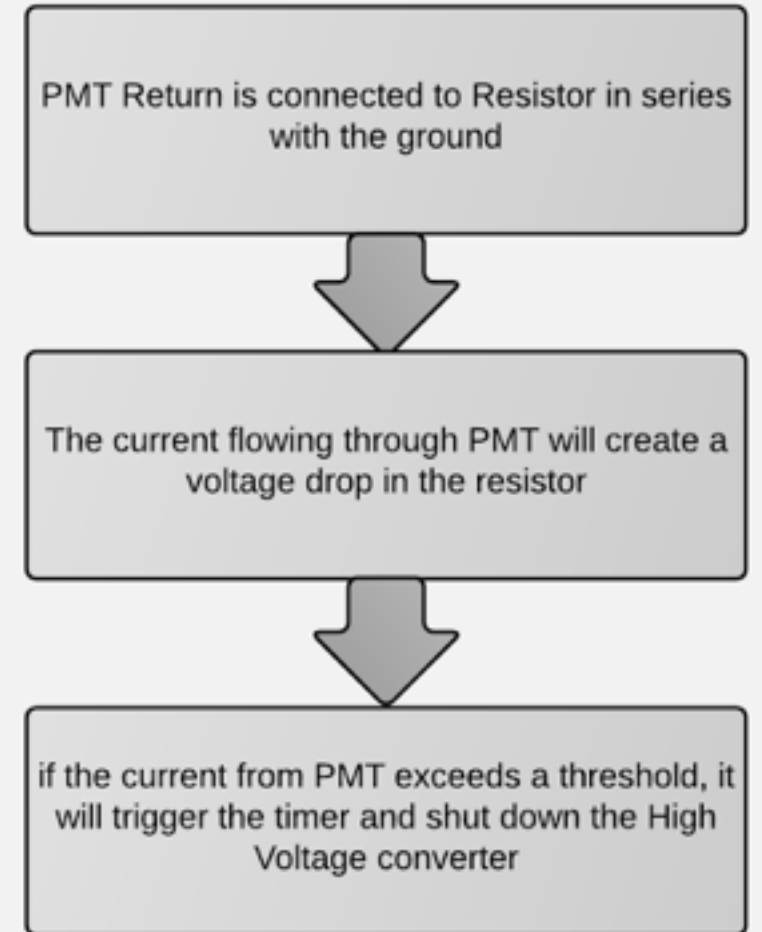 PMT Return is connected to Resistor in series
with the ground
The current flowing through PMT will create a
voltage drop in the resistor
if the current from PMT exceeds a threshold, it
will trigger the timer and shut down the High
Voltage converter